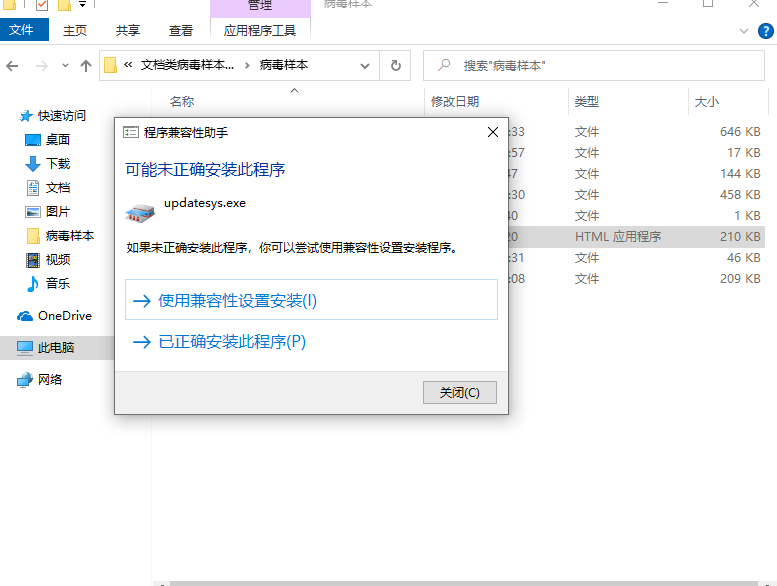 管理
病毒样本
文件
主页
共享
查看
应用程序工具
« 文档类病毒样本... › 病毒样本
搜索"病毒样本"
名称
修改日期
类型
大小
快速访问
桌面
下载
文档
图片
病毒样本
视频
音乐
OneDrive
此电脑
网络
:33 文件 646 KB
:57 文件 17 KB
47 文件 144 KB
:30 文件 458 KB
40 文件 1 KB
20 HTML 应用程序 210 KB
:31 文件 46 KB
:08 文件 209 KB
程序兼容性助手
可能未正确安装此程序
updatesys.exe
如果未正确安装此程序，你可以尝试使用兼容性设置安装程序。
→ 使用兼容性设置安装(I)
→ 已正确安装此程序(P)
关闭(C)